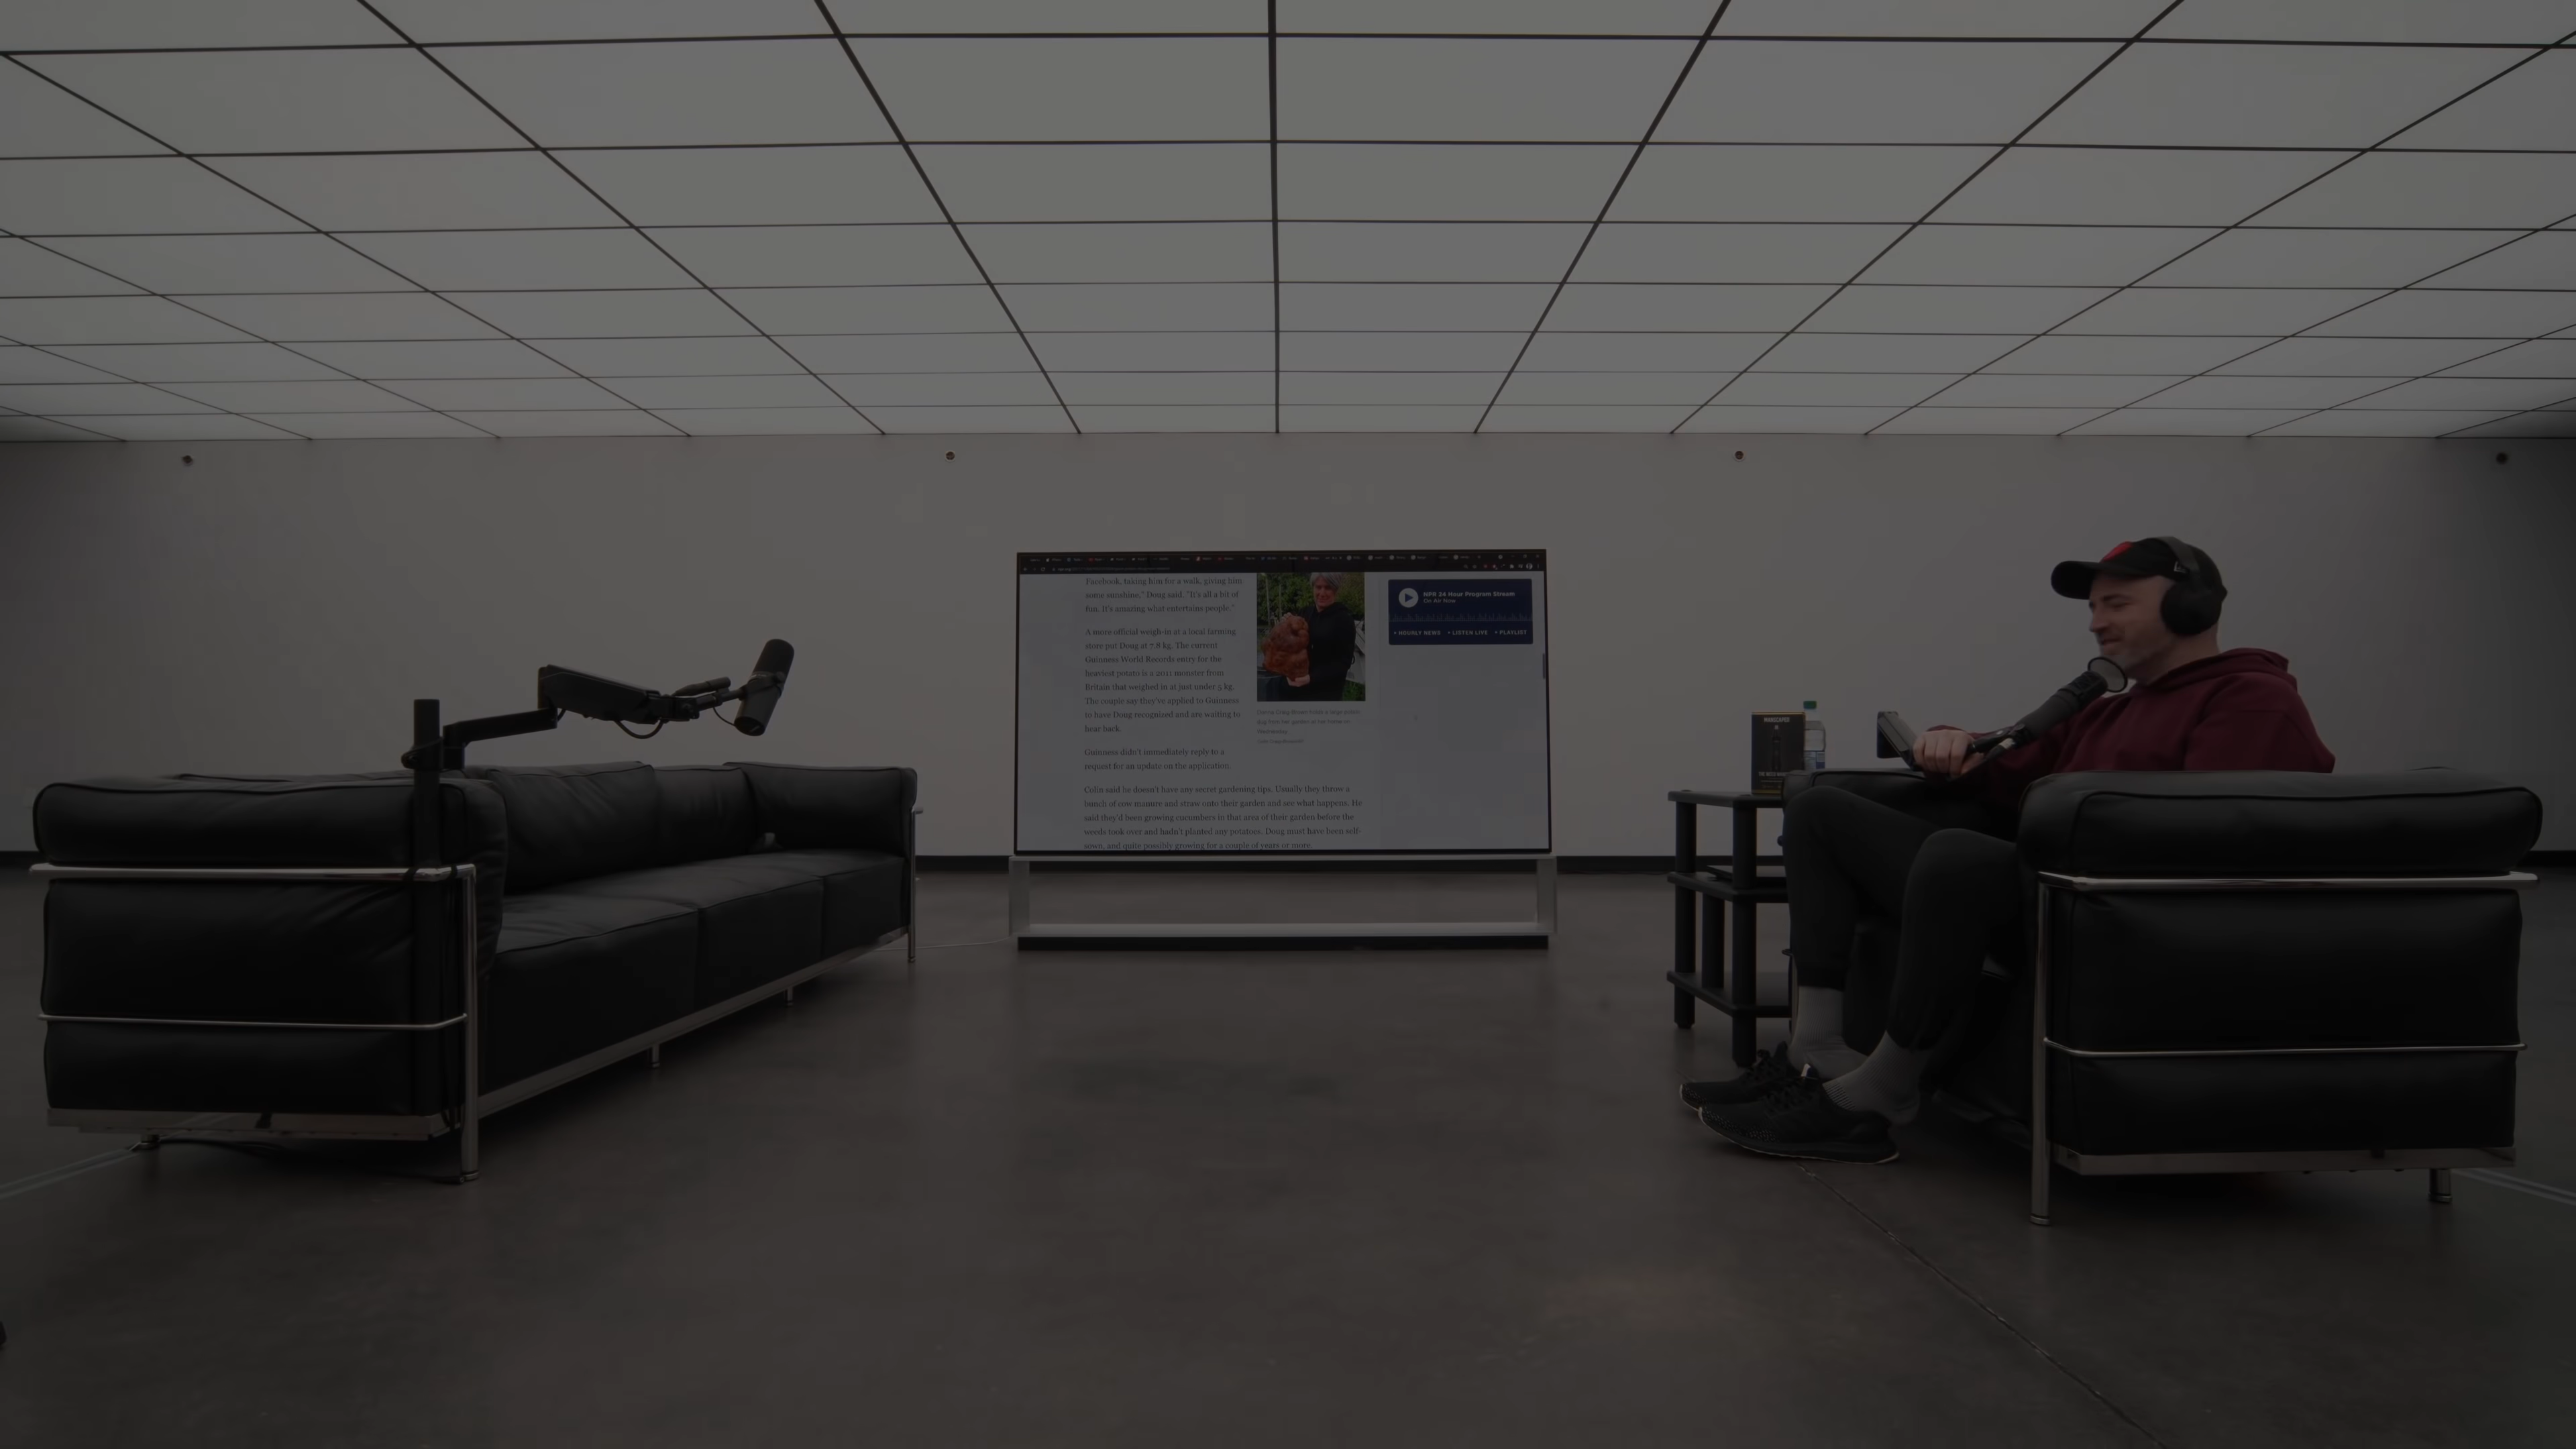 Facebook, taking him for a walk, giving him
some sunshine," Doug said. "It's all a bit of
fun. It's amazing what entertains people."
A more official weigh-in at a local farming
store put Doug at 7.8 kg. The current
Guinness World Records entry for the
heaviest potato is a 2011 monster from
Britain that weighed in at just under 5 kg.
The couple say they've applied to Guinness
to have Doug recognized and are waiting to
hear back.
Guinness didn't immediately reply to a
request for an update on the application.
Colin said he doesn't have any secret gardening tips. Usually they throw a
bunch of cow manure and straw onto their garden and see what happens. He
said they'd been growing cucumbers in that area of their garden before the
weeds took over and hadn't planted any potatoes. Doug must have been self-
sown, and quite possibly growing for a couple of years or more.
NPR 24 Hour Program Stream
On Air Now
HOURLY NEWS
LISTEN LIVE
PLAYLIST
MANSCAPED